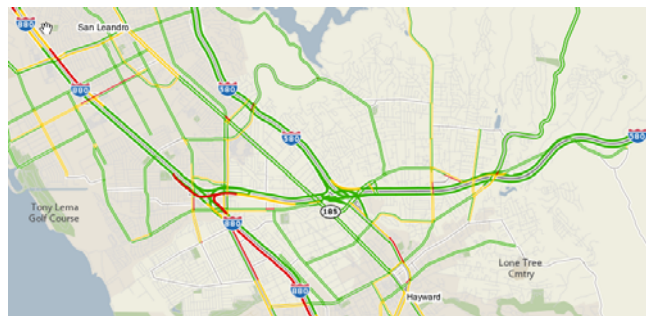 880
San Leandro
880
580
580
580
Tony Lema
Golf Course
185
880
Lone Tree
Cmtry
880
Hayward